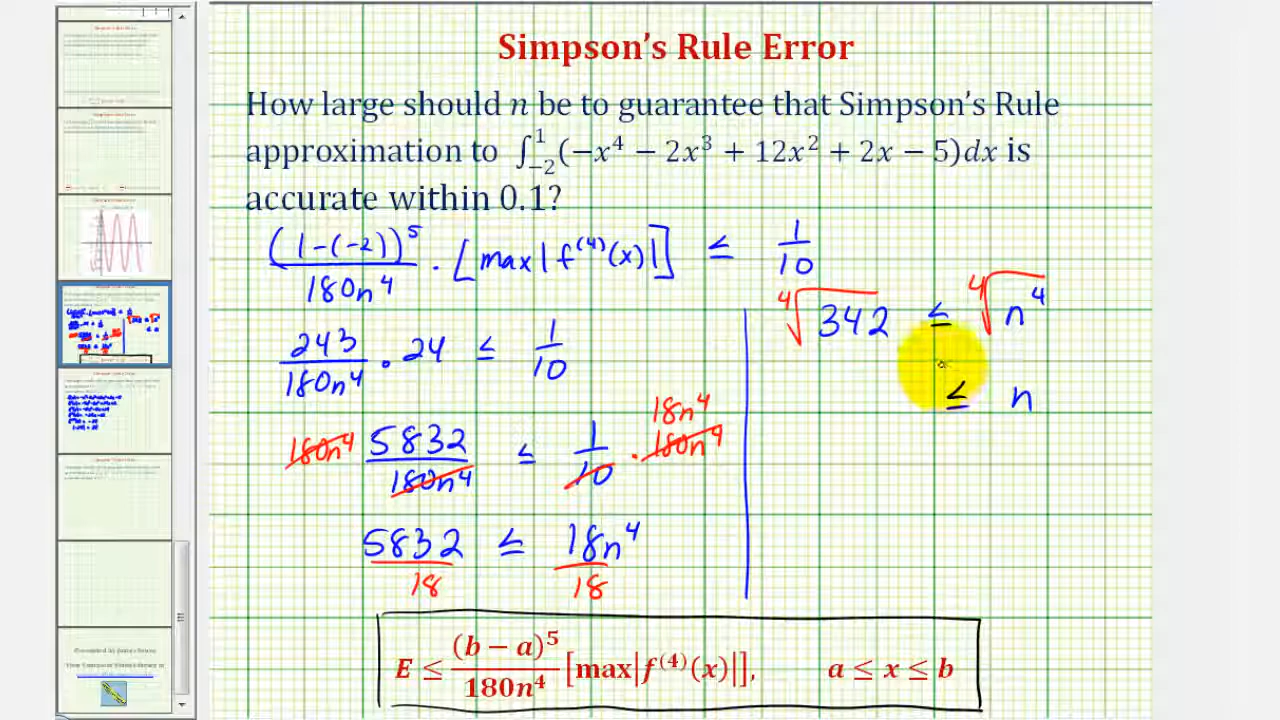 Simpson's Rule Error
How large should n be to guarantee that Simpson's Rule
approximation to ∫₋₂¹(−x⁴ − 2x³ + 12x² + 2x − 5)dx is
accurate within 0.1?
(1-(-2))⁵/180n⁴ · [max|f⁽⁴⁾(x)|] ≤ 1/10
243/180n⁴ · 24 ≤ 1/10
180n⁴ 5832/180n⁴ ≤ 1/10 · 180n⁴ 18n⁴
5832/18 ≤ 18n⁴/18
⁴√342 ≤ ⁴√n⁴
≤ n
E ≤ (b − a)⁵/180n⁴ [max|f⁽⁴⁾(x)|], a ≤ x ≤ b